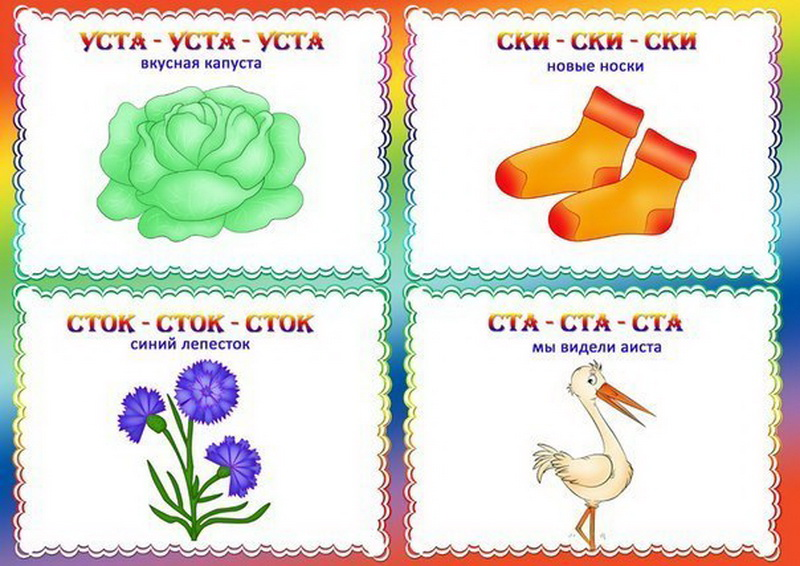 УСТА - УСТА - УСТА
вкусная капуста
СКИ - СКИ - СКИ
новые носки
СТОК - СТОК - СТОК
синий лепесток
СТА - СТА - СТА
мы видели аиста